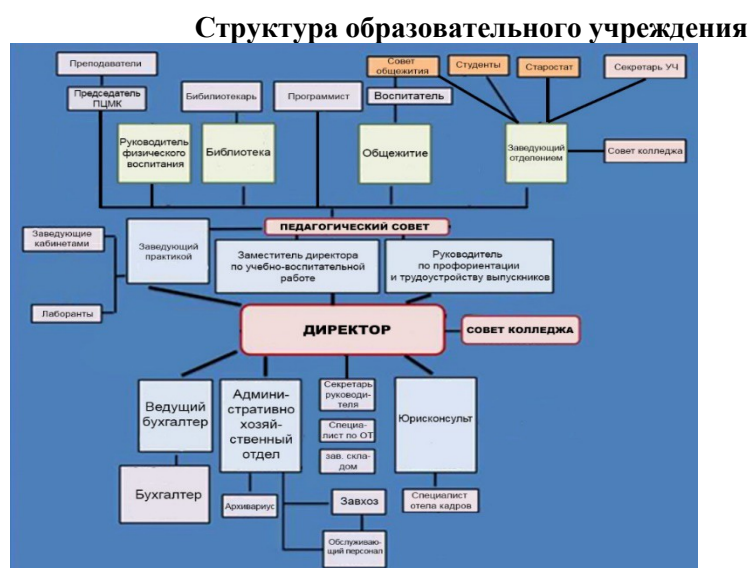 Структура образовательного учреждения
Преподаватели
Совет
общежития
Студенты
Старостат
Секретарь УЧ
Председатель
ПЦМК
Бибилиотекарь
Программист
Воспитатель
Руководитель
физического
воспитания
Библиотека
Общежитие
Заведующий
отделением
Совет колледжа
ПЕДАГОГИЧЕСКИЙ СОВЕТ
Заведующие
кабинетами
Заведующий
практикой
Заместитель директора
по учебно-воспитательной
работе
Руководитель
по профориентации
и трудоустройству выпускников
Лаборанты
ДИРЕКТОР
СОВЕТ КОЛЛЕДЖА
Ведущий
бухгалтер
Админи-
стративно
хозяй-
ственный
отдел
Секретарь
руководи-
теля
Специа-
лист по ОТ
зав. скла-
дом
Юрисконсульт
Бухгалтер
Архивариус
Завхоз
Специалист
отела кадров
Обслуживаю-
щий персонал